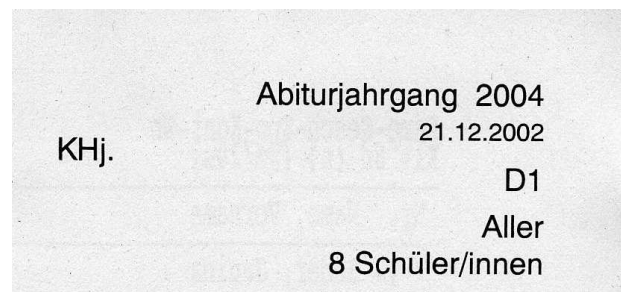 Abiturjahrgang 2004
21.12.2002
KHj.
D1
Aller
8 Schüler/innen